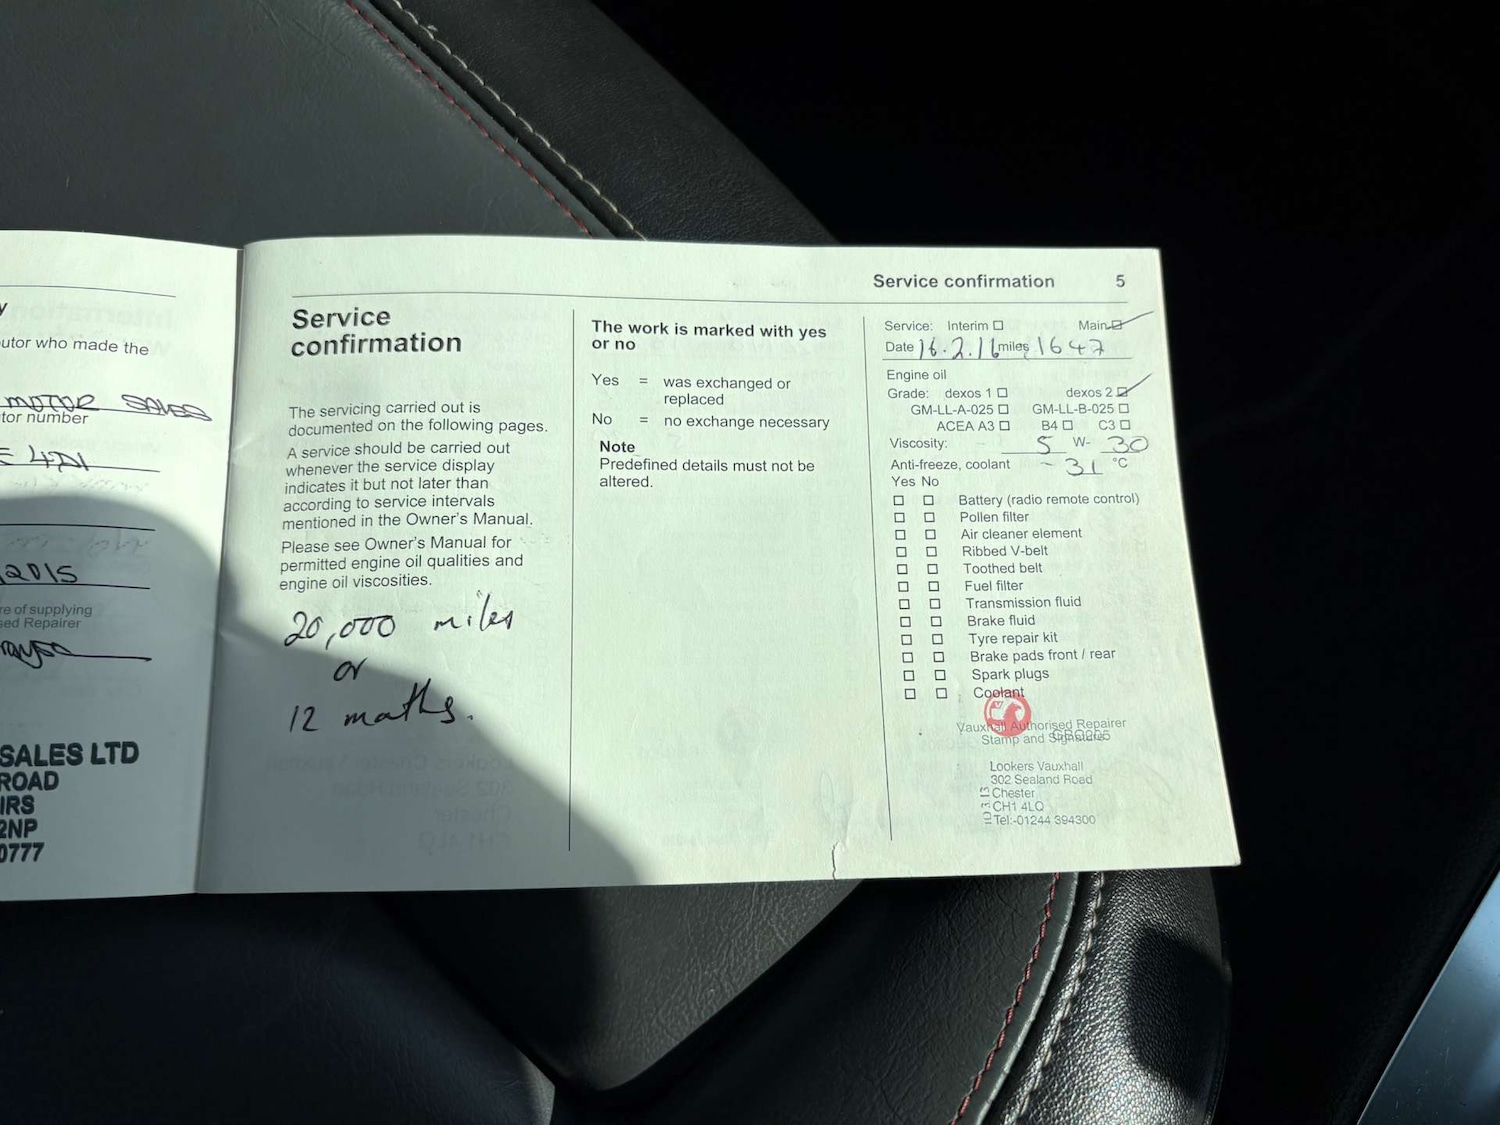 y
utor who made the
MOTOR SALES
tor number
2015
re of supplying
sed Repairer
SALES LTD
ROAD
IRS
2NP
0777
Service confirmation 5
Service
confirmation
The servicing carried out is
documented on the following pages.
A service should be carried out
whenever the service display
indicates it but not later than
according to service intervals
mentioned in the Owner's Manual.
Please see Owner's Manual for
permitted engine oil qualities and
engine oil viscosities.
20,000 miles
or
12 months.
The work is marked with yes
or no
Yes = was exchanged or
replaced
No = no exchange necessary
Note
Predefined details must not be
altered.
Service: Interim Main
Date 16.2.16 miles 1647
Engine oil
Grade: dexos 1 dexos 2
GM-LL-A-025 GM-LL-B-025
ACEA A3 B4 C3
Viscosity: 5 W- 30
Anti-freeze, coolant -31 °C
Yes No
Battery (radio remote control)
Pollen filter
Air cleaner element
Ribbed V-belt
Toothed belt
Fuel filter
Transmission fluid
Brake fluid
Tyre repair kit
Brake pads front / rear
Spark plugs
Coolant
Vauxhall Authorised Repairer
Stamp and Signature
Lookers Vauxhall
302 Sealand Road
Chester
CH1 4LQ
Tel:-01244 394300